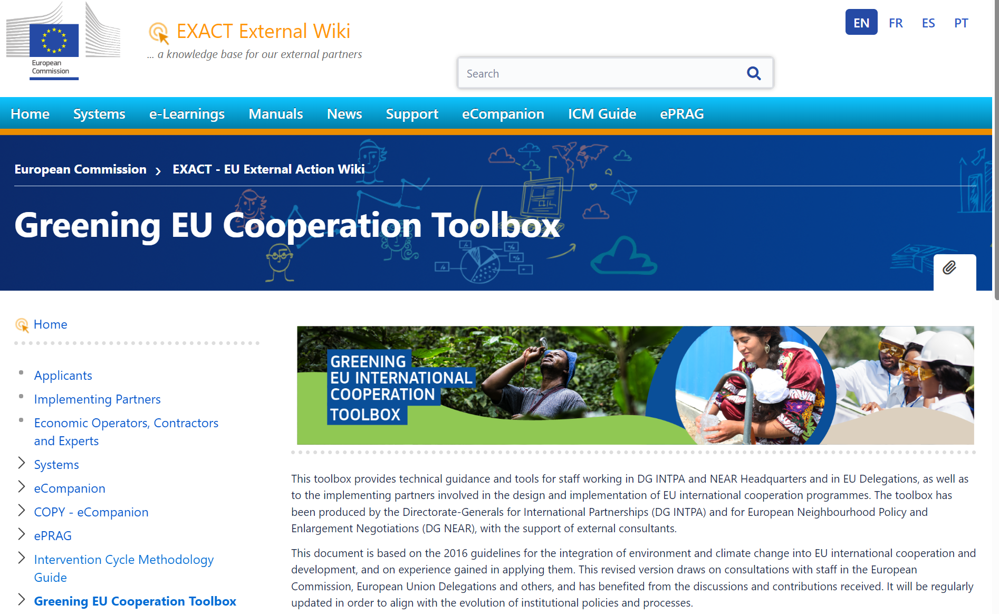 European
Commission
EXACT External Wiki
... a knowledge base for our external partners
EN FR ES PT
Search
Home Systems e-Learnings Manuals News Support eCompanion ICM Guide ePRAG
European Commission › EXACT - EU External Action Wiki
Greening EU Cooperation Toolbox
Home
Applicants
Implementing Partners
Economic Operators, Contractors
and Experts
Systems
eCompanion
COPY - eCompanion
ePRAG
Intervention Cycle Methodology
Guide
Greening EU Cooperation Toolbox
GREENING
EU INTERNATIONAL
COOPERATION
TOOLBOX
This toolbox provides technical guidance and tools for staff working in DG INTPA and NEAR Headquarters and in EU Delegations, as well as
to the implementing partners involved in the design and implementation of EU international cooperation programmes. The toolbox has
been produced by the Directorate-Generals for International Partnerships (DG INTPA) and for European Neighbourhood Policy and
Enlargement Negotiations (DG NEAR), with the support of external consultants.
This document is based on the 2016 guidelines for the integration of environment and climate change into EU international cooperation and
development, and on experience gained in applying them. This revised version draws on consultations with staff in the European
Commission, European Union Delegations and others, and has benefited from the discussions and contributions received. It will be regularly
updated in order to align with the evolution of institutional policies and processes.